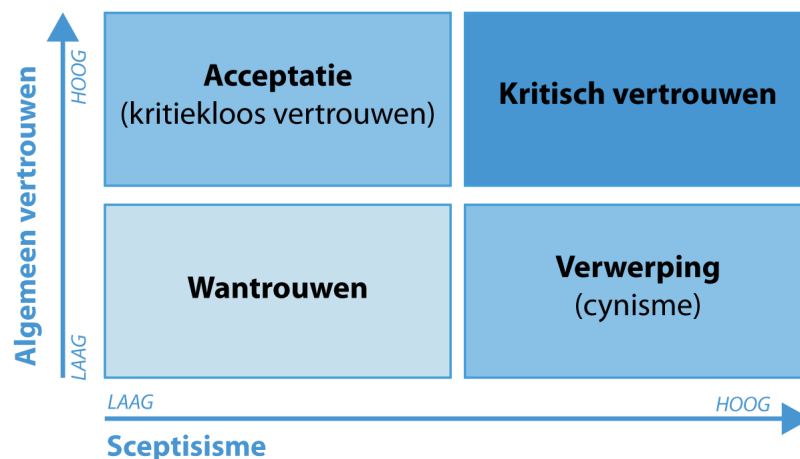 Algemeen vertrouwen
HOOG
LAAG
Acceptatie
(kritiekloos vertrouwen)
Kritisch vertrouwen
Wantrouwen
Verwerping
(cynisme)
LAAG
HOOG
Sceptisisme